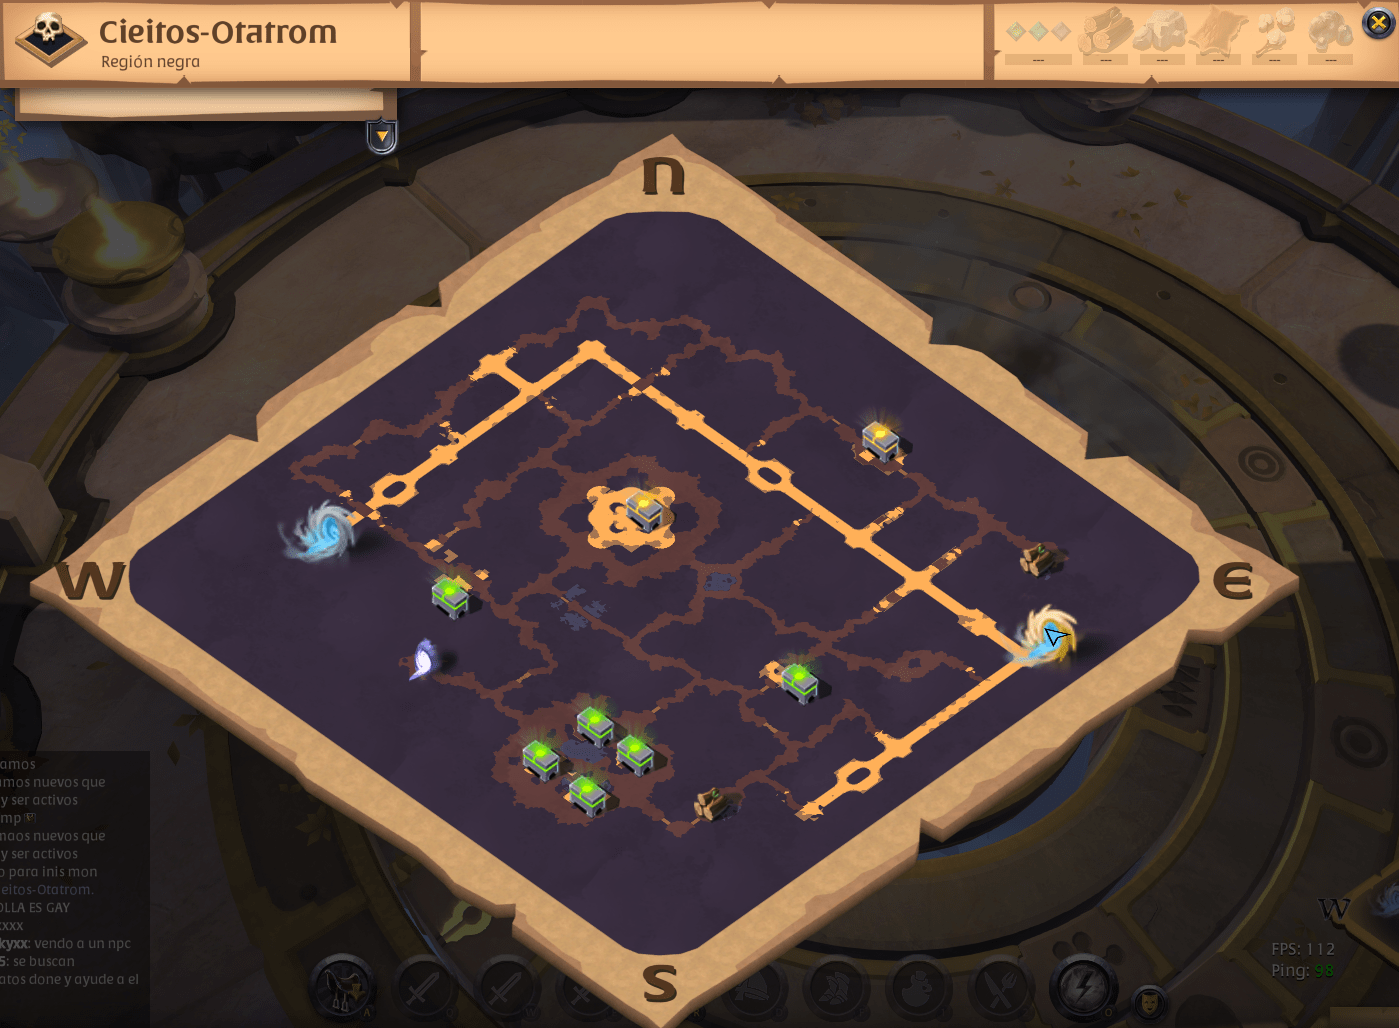 Cieitos-Otatrom
Región negra
--- --- --- --- --- ---
N
W
E
S
amos
amos nuevos que
y ser activos
mp
maos nuevos que
y ser activos
o para inis mon
eitos-Otatrom.
OLLA ES GAY
xxxx
kyxx: vendo a un npc
5: se buscan
atos done y ayude a el
W
FPS: 112
Ping: 98
A